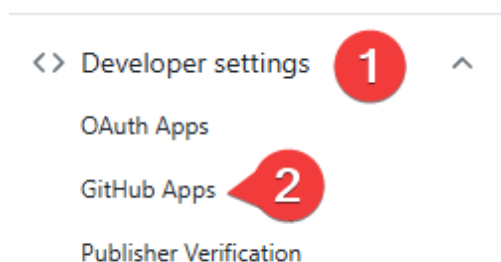 <> Developer settings 1
OAuth Apps
GitHub Apps 2
Publisher Verification